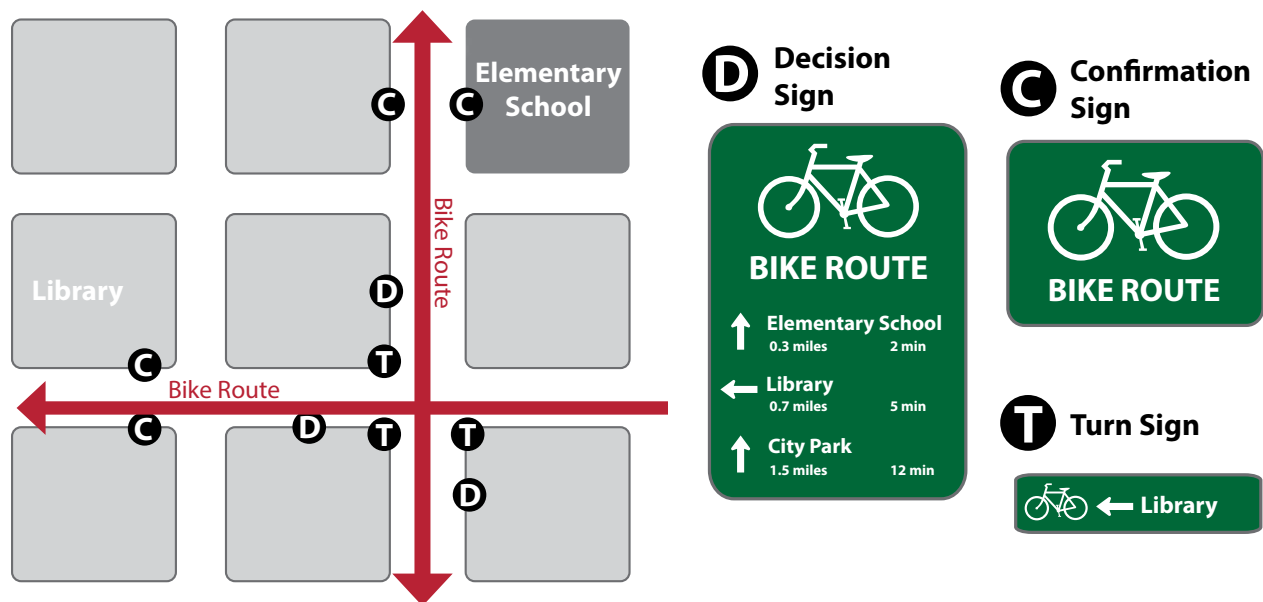 Elementary
School
C
C
Bike Route
D
Library
T
C
Bike Route
C
D
T
T
D
D
Decision
Sign
BIKE ROUTE
Elementary School
0.3 miles 2 min
Library
0.7 miles 5 min
City Park
1.5 miles 12 min
C
Confirmation
Sign
BIKE ROUTE
T
Turn Sign
Library